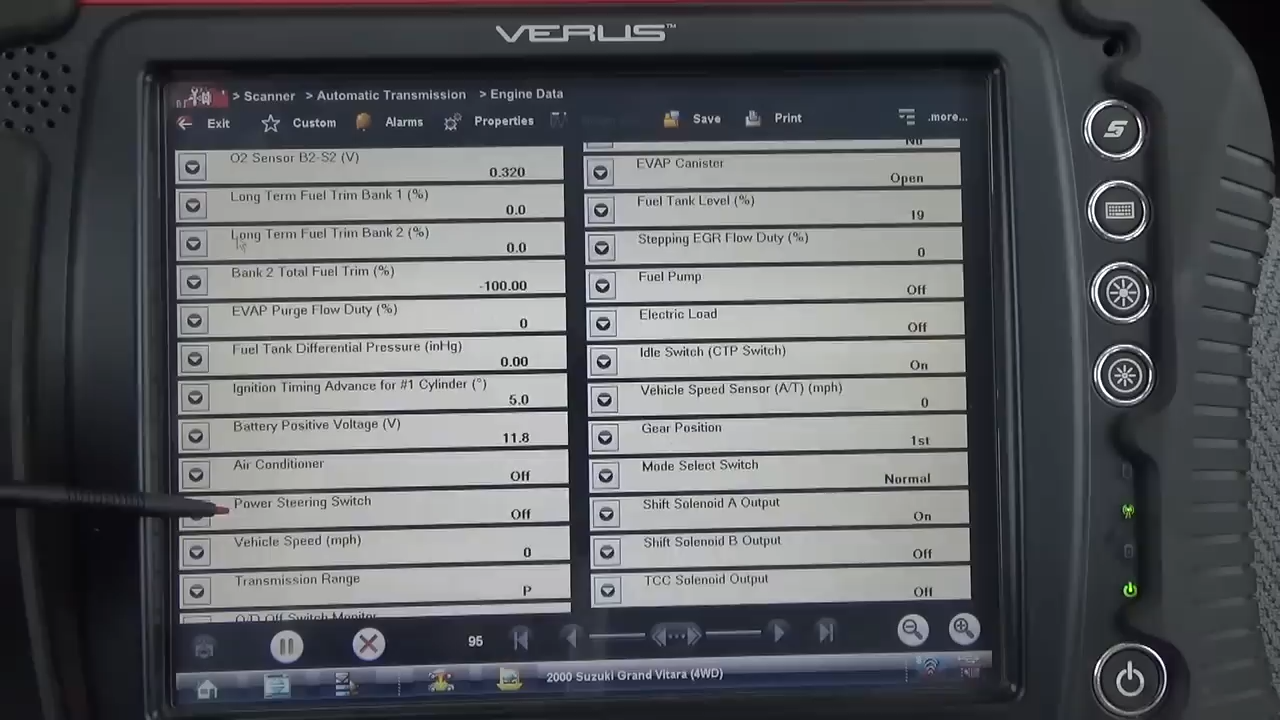 VERUS™
> Scanner > Automatic Transmission > Engine Data
Exit Custom Alarms Properties Save Print .more...
O2 Sensor B2-S2 (V)
0.320
Long Term Fuel Trim Bank 1 (%)
0.0
Long Term Fuel Trim Bank 2 (%)
0.0
Bank 2 Total Fuel Trim (%)
-100.00
EVAP Purge Flow Duty (%)
0
Fuel Tank Differential Pressure (inHg)
0.00
Ignition Timing Advance for #1 Cylinder (°)
5.0
Battery Positive Voltage (V)
11.8
Air Conditioner
Off
Power Steering Switch
Off
Vehicle Speed (mph)
0
Transmission Range
P
O/D Off Switch Monitor
No
EVAP Canister
Open
Fuel Tank Level (%)
19
Stepping EGR Flow Duty (%)
0
Fuel Pump
Off
Electric Load
Off
Idle Switch (CTP Switch)
On
Vehicle Speed Sensor (A/T) (mph)
0
Gear Position
1st
Mode Select Switch
Normal
Shift Solenoid A Output
On
Shift Solenoid B Output
Off
TCC Solenoid Output
Off
95
2000 Suzuki Grand Vitara (4WD)
S